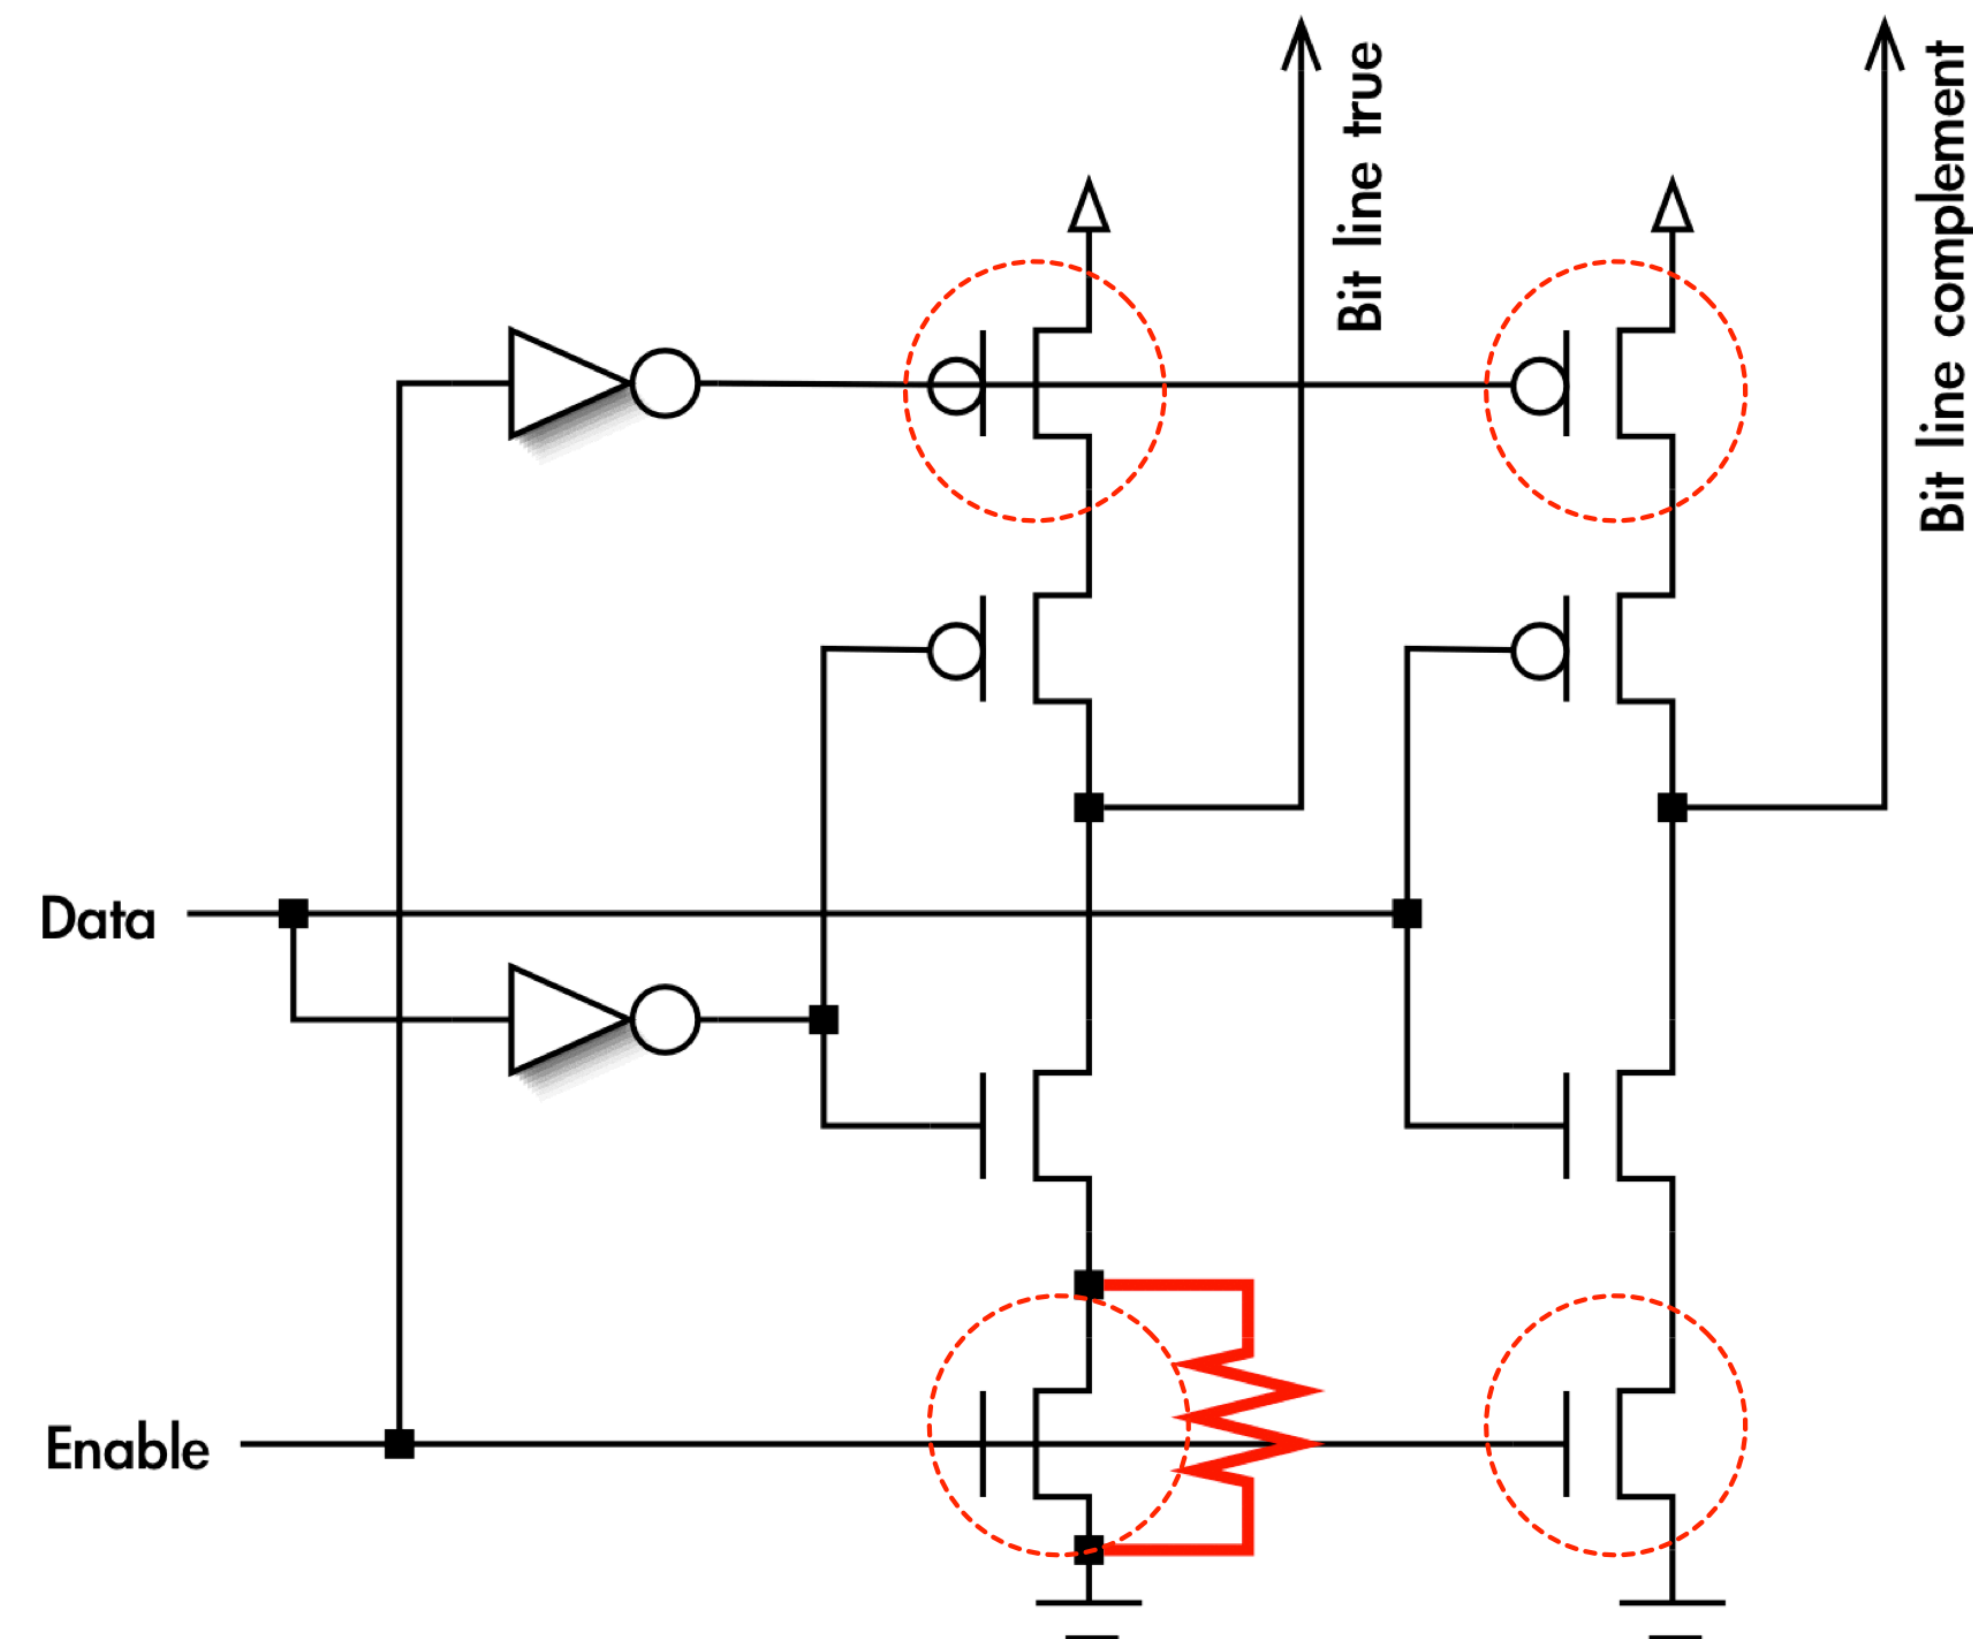 Bit line true
Bit line complement
Data
Enable